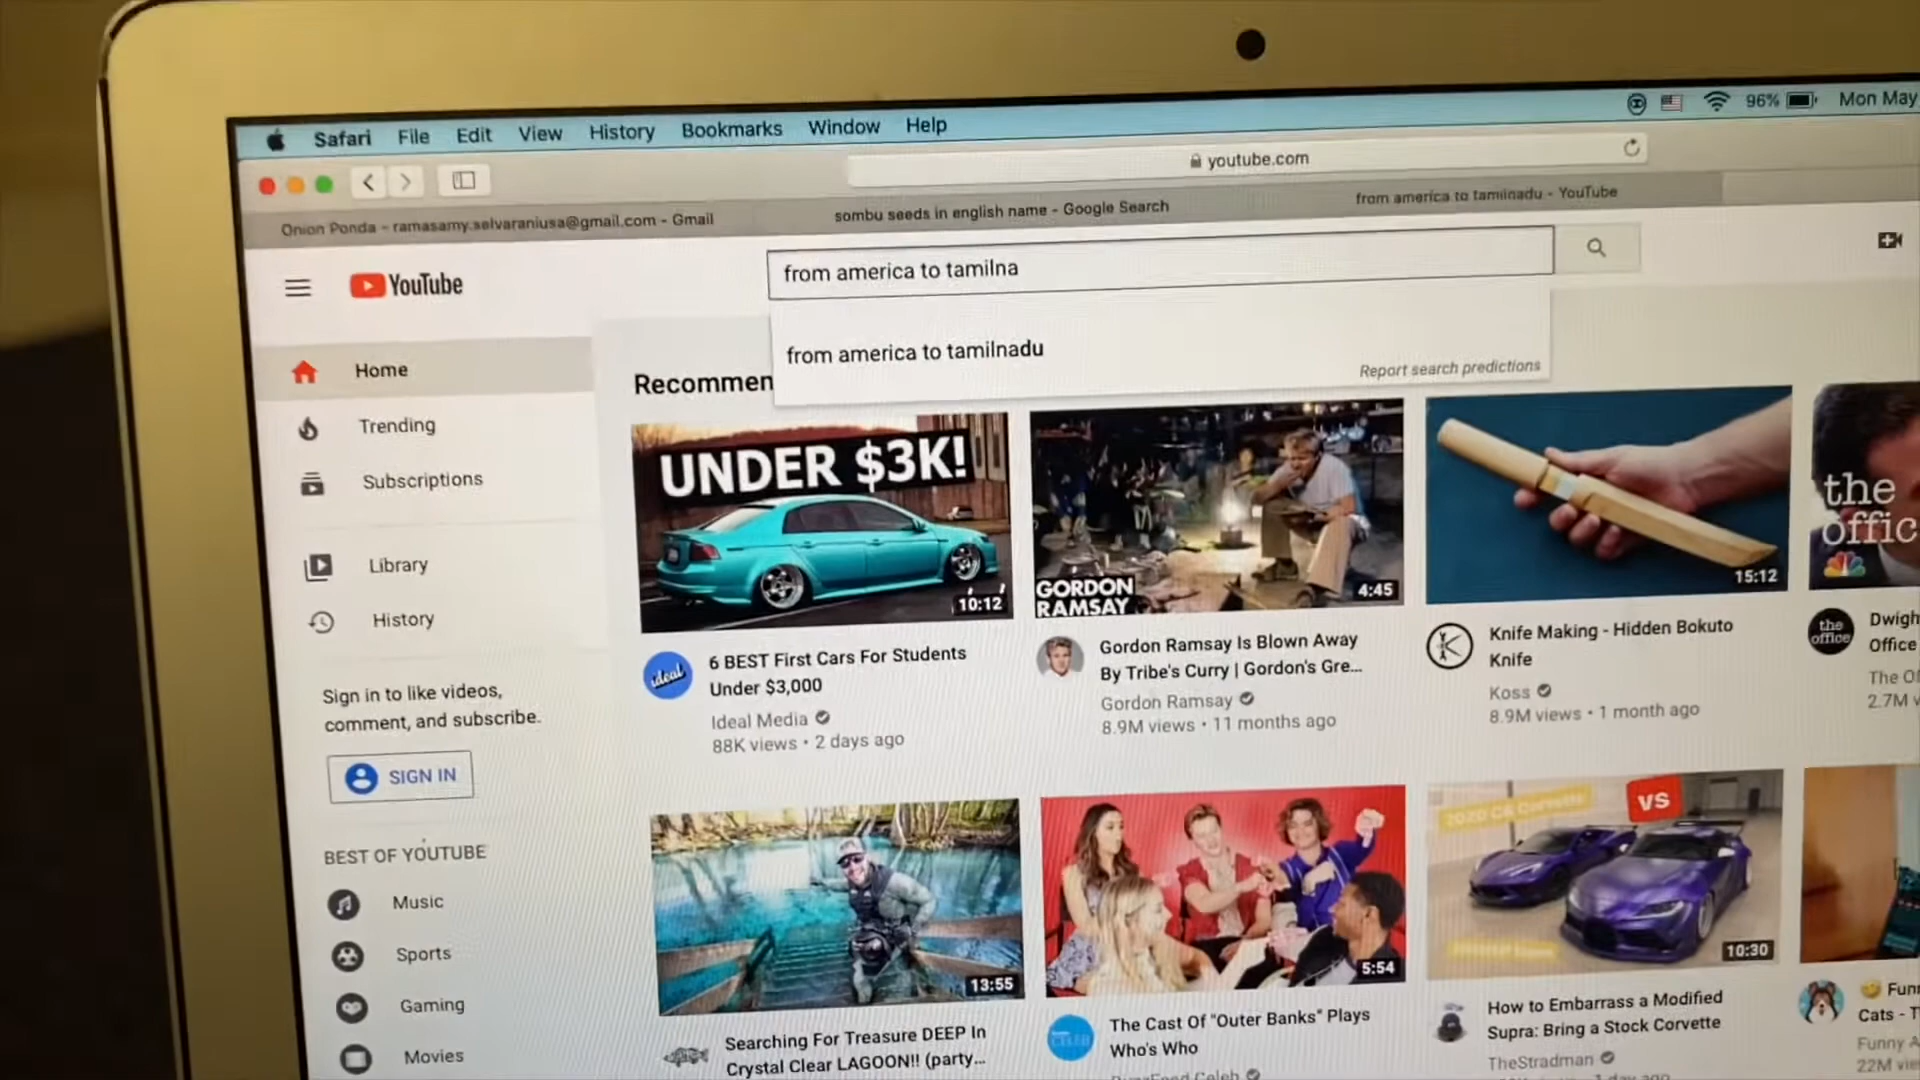 Safari File Edit View History Bookmarks Window Help
96% Mon May
youtube.com
Onion Ponda - ramasamy.selvaraniusa@gmail.com - Gmail
sombu seeds in english name - Google Search
from america to tamilnadu - YouTube
YouTube
from america to tamilna
from america to tamilnadu
Report search predictions
Home
Trending
Subscriptions
Library
History
Sign in to like videos,
comment, and subscribe.
SIGN IN
BEST OF YOUTUBE
Music
Sports
Gaming
Movies
Recommen
UNDER $3K!
10:12
ideal
6 BEST First Cars For Students
Under $3,000
Ideal Media
88K views • 2 days ago
GORDON
RAMSAY
4:45
Gordon Ramsay Is Blown Away
By Tribe's Curry | Gordon's Gre...
Gordon Ramsay
8.9M views • 11 months ago
15:12
Knife Making - Hidden Bokuto
Knife
Koss
8.9M views • 1 month ago
the
offic
the
office
Dwigh
Office
The Of
2.7M v
13:55
Searching For Treasure DEEP In
Crystal Clear LAGOON!! (party...
5:54
The Cast Of "Outer Banks" Plays
Who's Who
VS
10:30
How to Embarrass a Modified
Supra: Bring a Stock Corvette
TheStradman
Funn
Cats - T
Funny A
22M vie